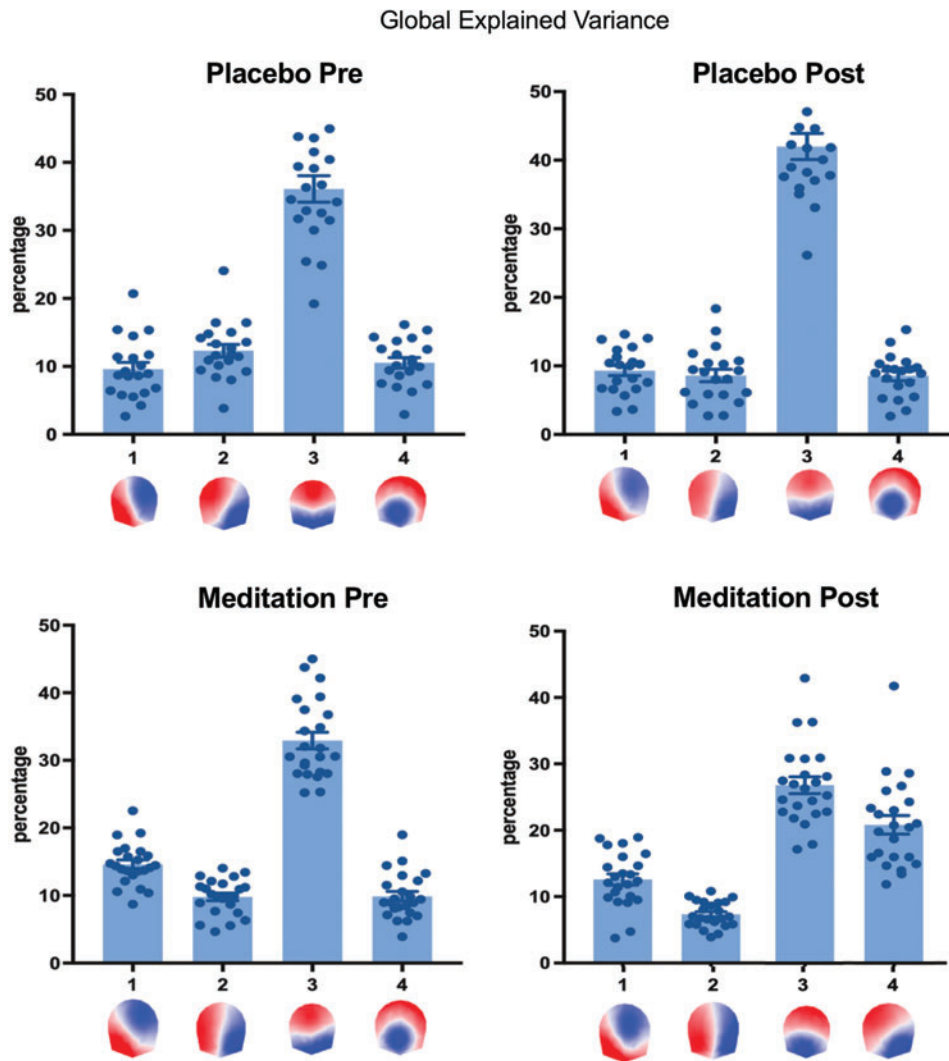 Global Explained Variance
Placebo Pre
percentage
50
40
30
20
10
0
1 2 3 4
Placebo Post
percentage
50
40
30
20
10
0
1 2 3 4
Meditation Pre
percentage
50
40
30
20
10
0
1 2 3 4
Meditation Post
percentage
50
40
30
20
10
0
1 2 3 4